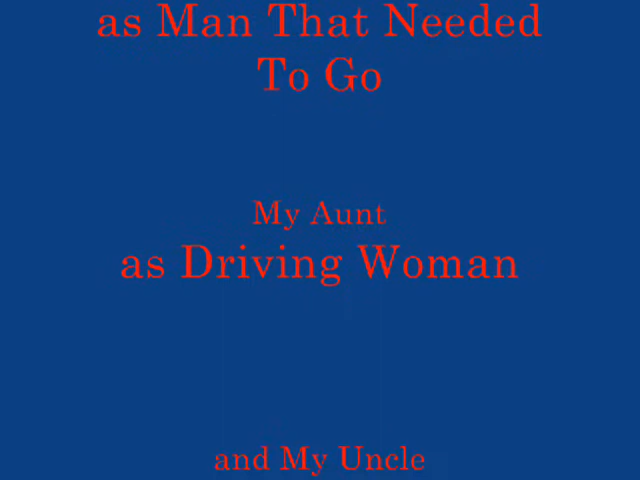 as Man That Needed
To Go
My Aunt
as Driving Woman
and My Uncle